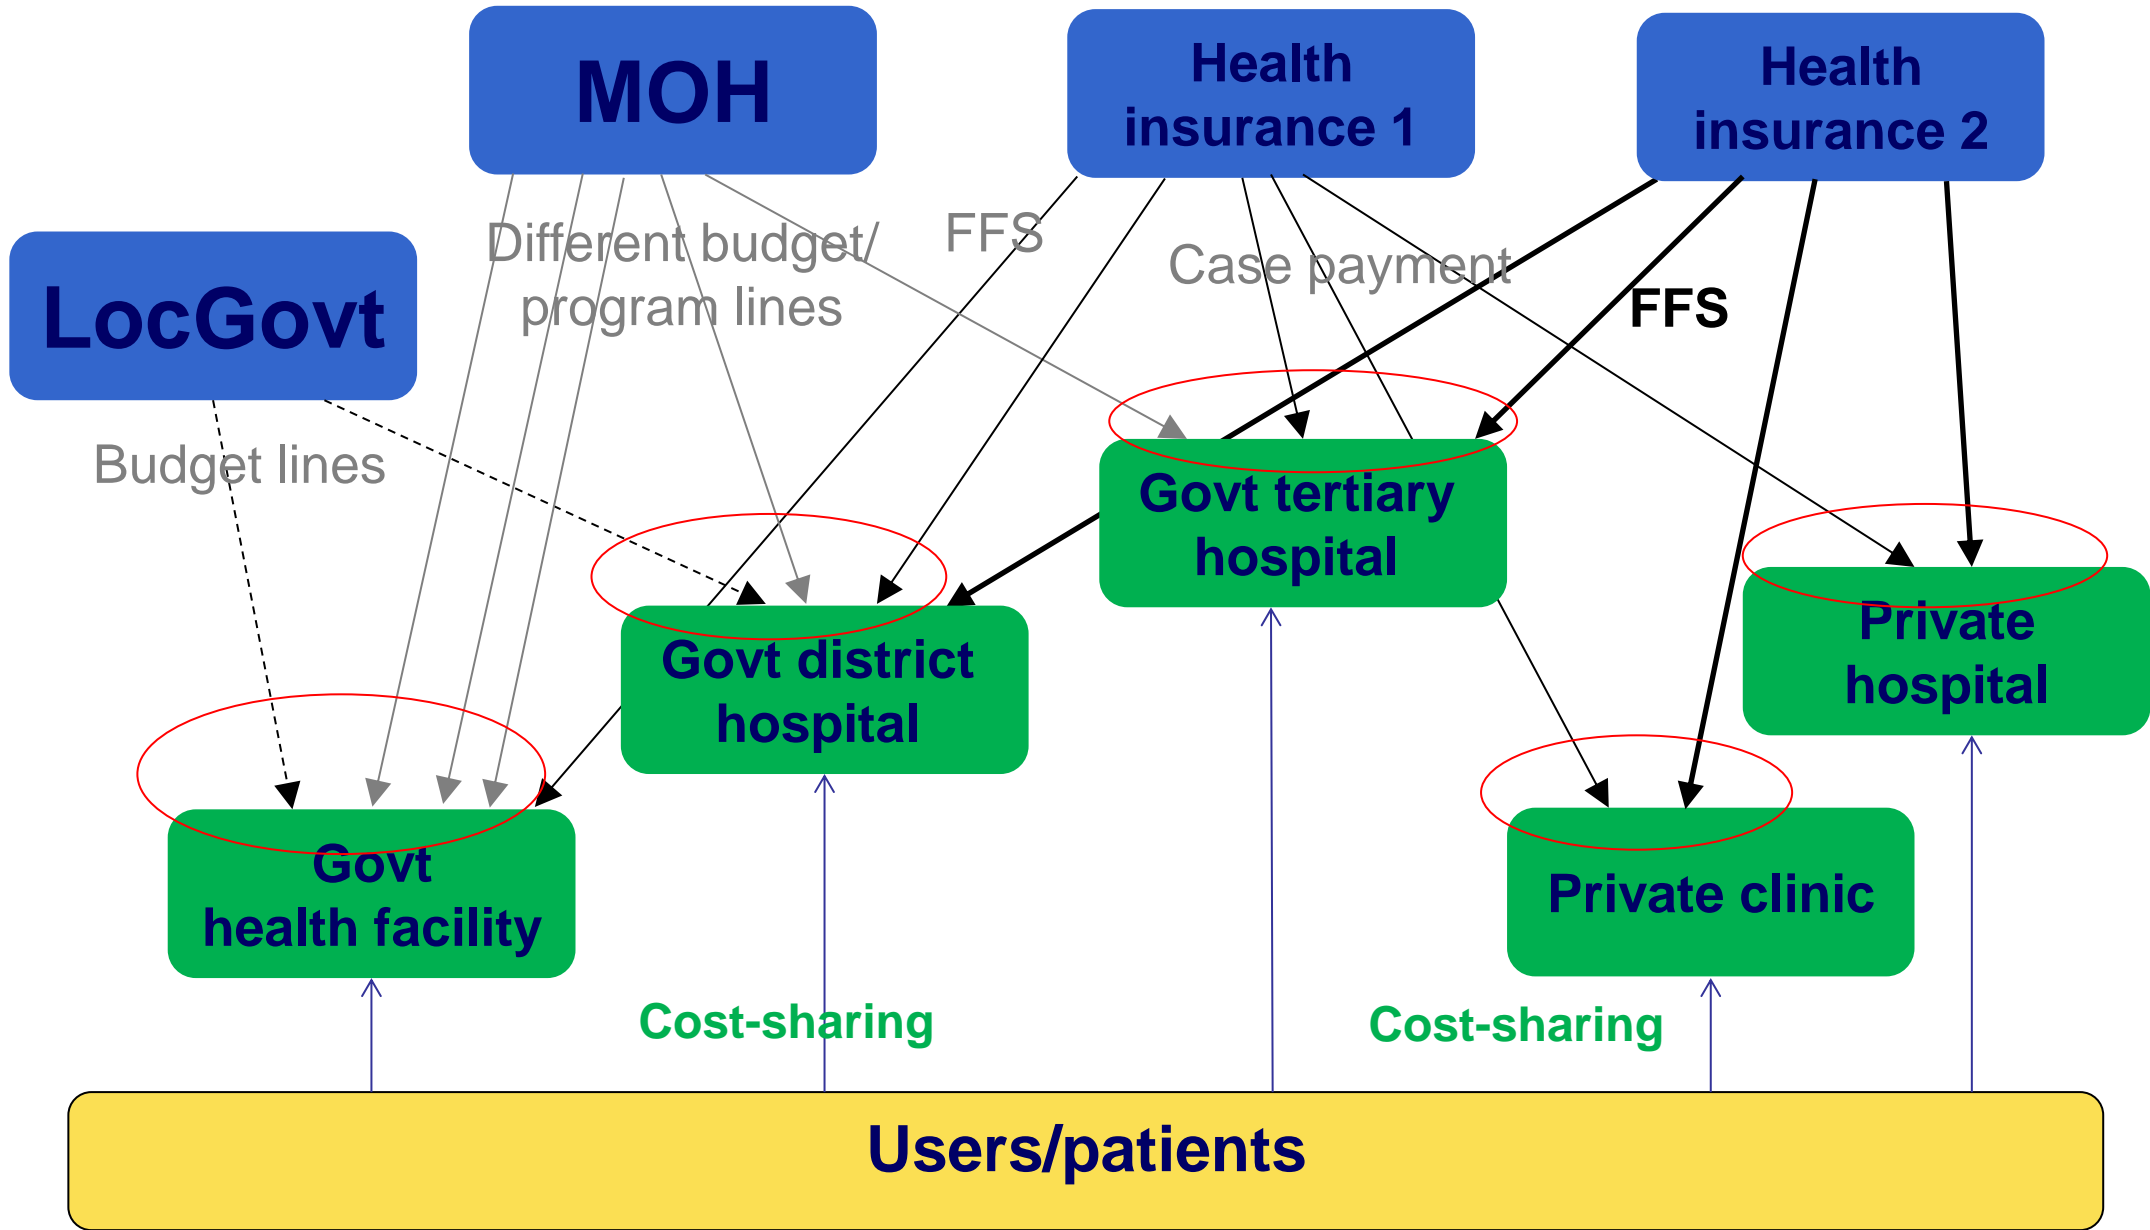 MOH
Health
insurance 1
Health
insurance 2
LocGovt
Different budget/
program lines
FFS
Case payment
FFS
Budget lines
Govt tertiary
hospital
Private
hospital
Govt district
hospital
Govt
health facility
Private clinic
Cost-sharing
Cost-sharing
Users/patients